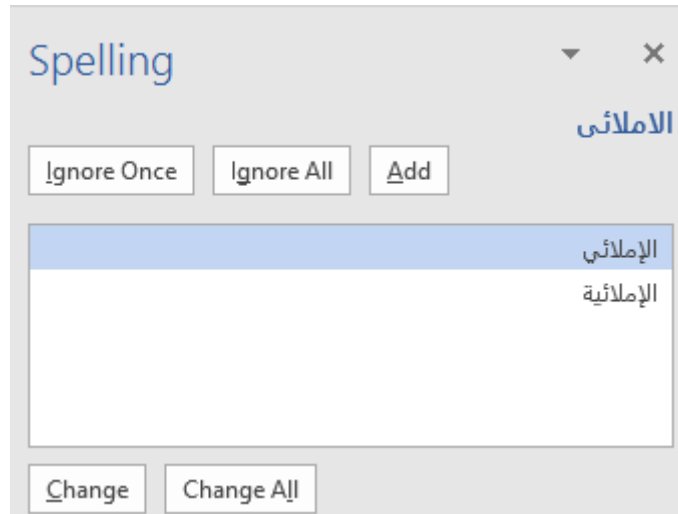 Spelling
الاملائى
Ignore Once Ignore All Add
الإملائي
الإملائية
Change Change All